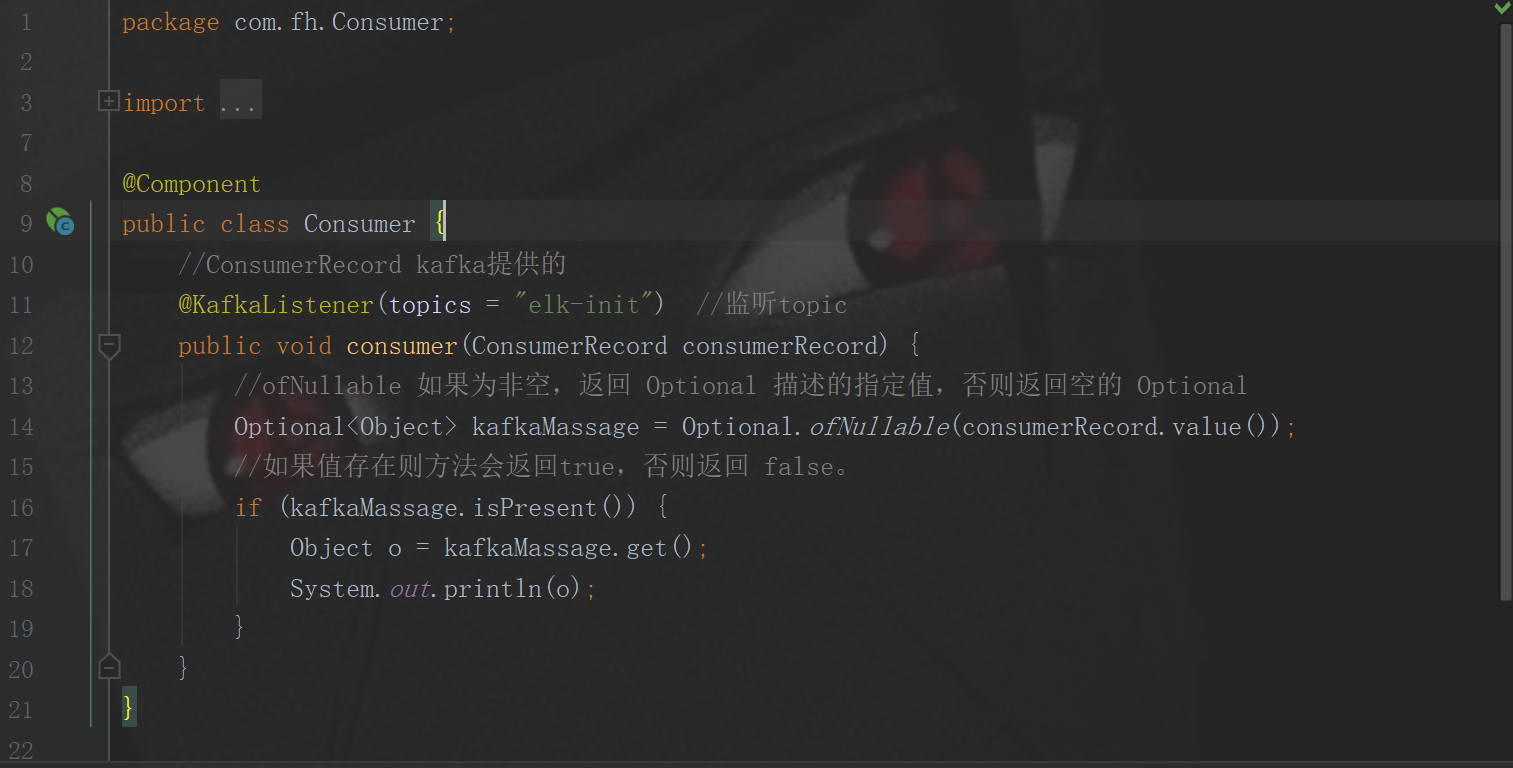 1 package com.fh.Consumer;
2
3 import ...
7
8 @Component
9 public class Consumer {
10 //ConsumerRecord kafka提供的
11 @KafkaListener(topics = "elk-init") //监听topic
12 public void consumer(ConsumerRecord consumerRecord) {
13 //ofNullable 如果为非空，返回 Optional 描述的指定值，否则返回空的 Optional
14 Optional<Object> kafkaMassage = Optional.ofNullable(consumerRecord.value());
15 //如果值存在则方法会返回true，否则返回 false。
16 if (kafkaMassage.isPresent()) {
17 Object o = kafkaMassage.get();
18 System.out.println(o);
19 }
20 }
21 }
22